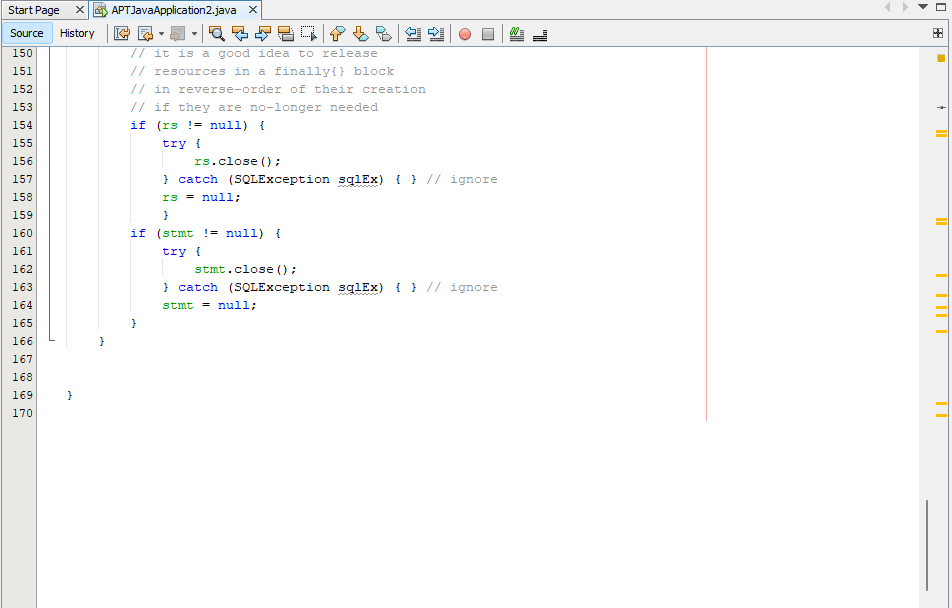 Start Page
APTJavaApplication2.java
Source
History
150 // it is a good idea to release
151 // resources in a finally{} block
152 // in reverse-order of their creation
153 // if they are no-longer needed
154 if (rs != null) {
155 try {
156 rs.close();
157 } catch (SQLException sqlEx) { } // ignore
158 rs = null;
159 }
160 if (stmt != null) {
161 try {
162 stmt.close();
163 } catch (SQLException sqlEx) { } // ignore
164 stmt = null;
165 }
166 }
167
168
169 }
170